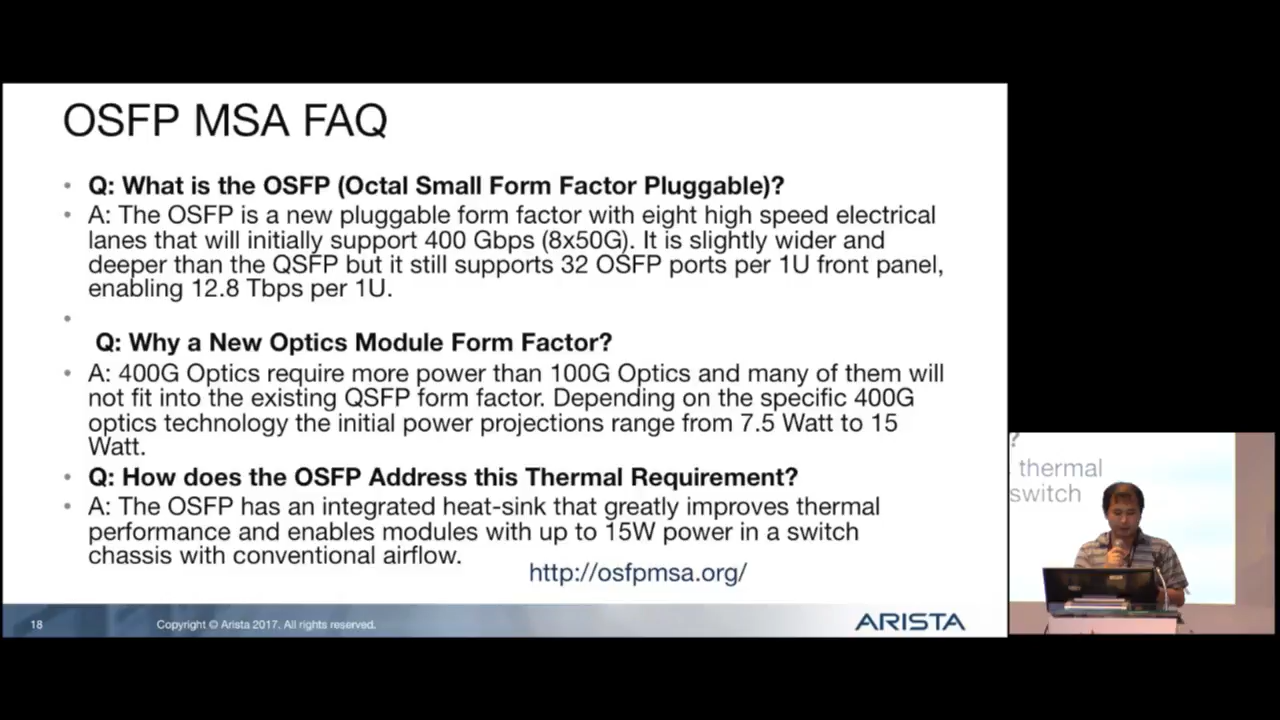 OSFP MSA FAQ
Q: What is the OSFP (Octal Small Form Factor Pluggable)?
A: The OSFP is a new pluggable form factor with eight high speed electrical
lanes that will initially support 400 Gbps (8x50G). It is slightly wider and
deeper than the QSFP but it still supports 32 OSFP ports per 1U front panel,
enabling 12.8 Tbps per 1U.
Q: Why a New Optics Module Form Factor?
A: 400G Optics require more power than 100G Optics and many of them will
not fit into the existing QSFP form factor. Depending on the specific 400G
optics technology the initial power projections range from 7.5 Watt to 15
Watt.
Q: How does the OSFP Address this Thermal Requirement?
A: The OSFP has an integrated heat-sink that greatly improves thermal
performance and enables modules with up to 15W power in a switch
chassis with conventional airflow.
http://osfpmsa.org/
18
Copyright © Arista 2017. All rights reserved.
ARISTA
?
thermal
switch